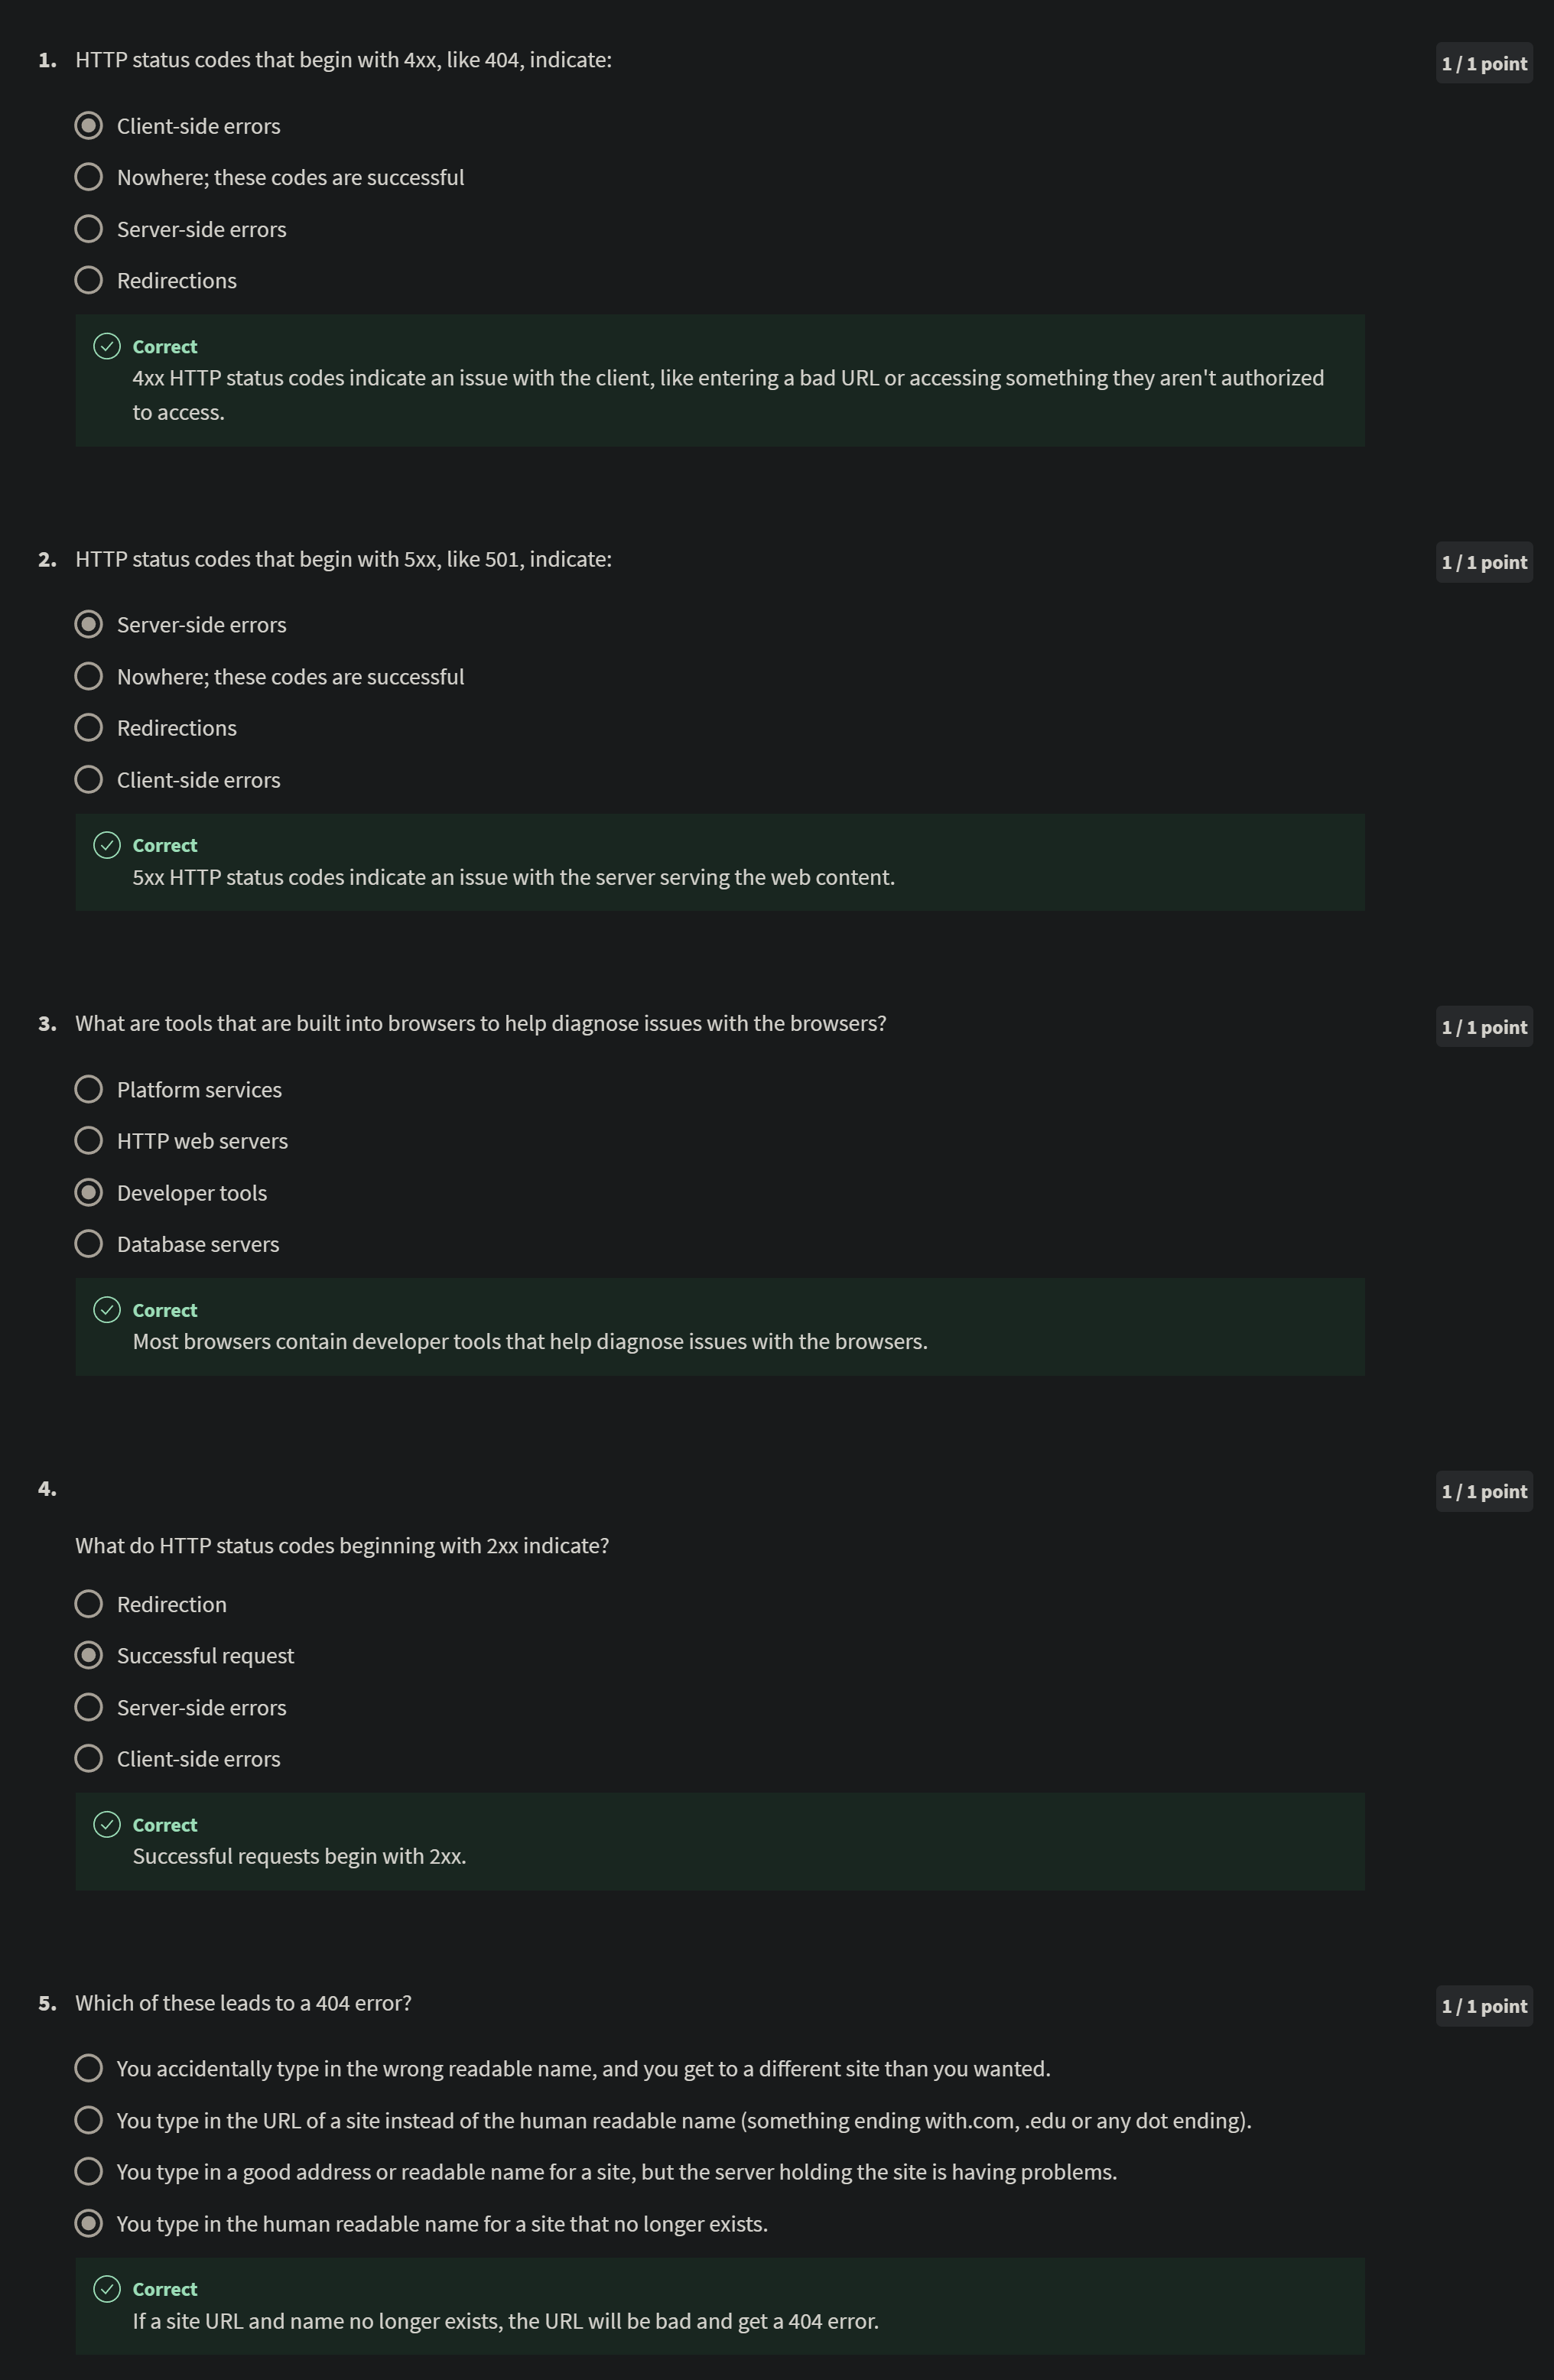 1. HTTP status codes that begin with 4xx, like 404, indicate:
1 / 1 point
Client-side errors
Nowhere; these codes are successful
Server-side errors
Redirections
Correct
4xx HTTP status codes indicate an issue with the client, like entering a bad URL or accessing something they aren't authorized
to access.
2. HTTP status codes that begin with 5xx, like 501, indicate:
1 / 1 point
Server-side errors
Nowhere; these codes are successful
Redirections
Client-side errors
Correct
5xx HTTP status codes indicate an issue with the server serving the web content.
3. What are tools that are built into browsers to help diagnose issues with the browsers?
1 / 1 point
Platform services
HTTP web servers
Developer tools
Database servers
Correct
Most browsers contain developer tools that help diagnose issues with the browsers.
4.
1 / 1 point
What do HTTP status codes beginning with 2xx indicate?
Redirection
Successful request
Server-side errors
Client-side errors
Correct
Successful requests begin with 2xx.
5. Which of these leads to a 404 error?
1 / 1 point
You accidentally type in the wrong readable name, and you get to a different site than you wanted.
You type in the URL of a site instead of the human readable name (something ending with.com, .edu or any dot ending).
You type in a good address or readable name for a site, but the server holding the site is having problems.
You type in the human readable name for a site that no longer exists.
Correct
If a site URL and name no longer exists, the URL will be bad and get a 404 error.